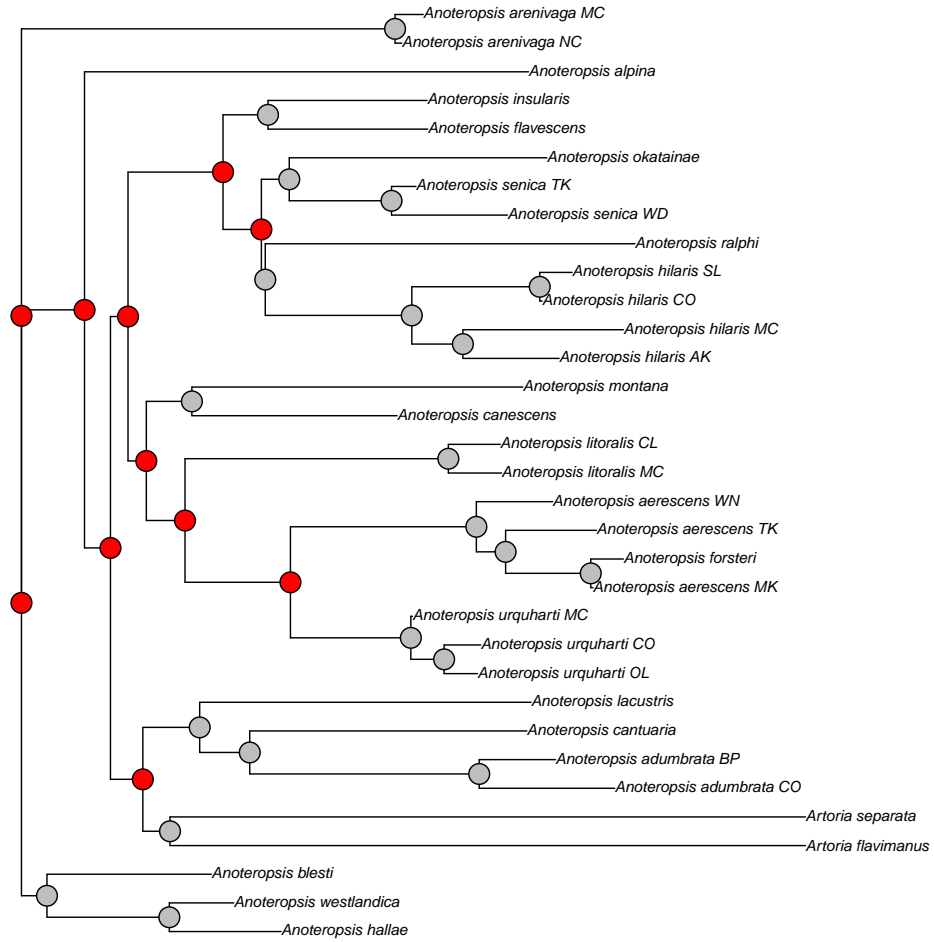 Anoteropsis arenivaga MC
Anoteropsis arenivaga NC
Anoteropsis alpina
Anoteropsis insularis
Anoteropsis flavescens
Anoteropsis okatainae
Anoteropsis senica TK
Anoteropsis senica WD
Anoteropsis ralphi
Anoteropsis hilaris SL
Anoteropsis hilaris CO
Anoteropsis hilaris MC
Anoteropsis hilaris AK
Anoteropsis montana
Anoteropsis canescens
Anoteropsis litoralis CL
Anoteropsis litoralis MC
Anoteropsis aerescens WN
Anoteropsis aerescens TK
Anoteropsis forsteri
Anoteropsis aerescens MK
Anoteropsis urquharti MC
Anoteropsis urquharti CO
Anoteropsis urquharti OL
Anoteropsis lacustris
Anoteropsis cantuaria
Anoteropsis adumbrata BP
Anoteropsis adumbrata CO
Artoria separata
Artoria flavimanus
Anoteropsis blesti
Anoteropsis westlandica
Anoteropsis hallae